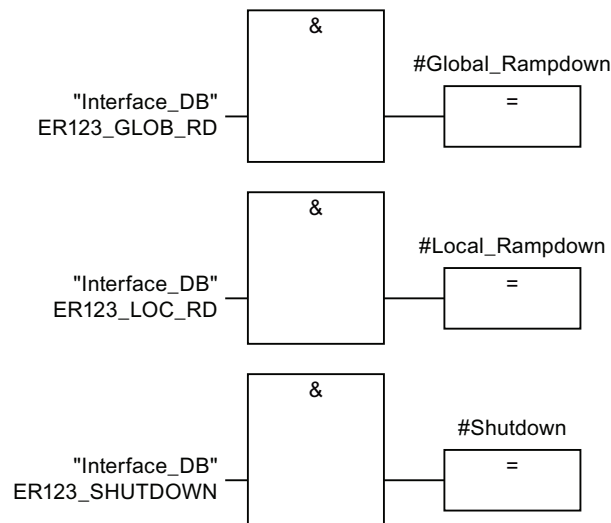 &
#Global_Rampdown
=
"Interface_DB"
ER123_GLOB_RD
&
#Local_Rampdown
=
"Interface_DB"
ER123_LOC_RD
&
#Shutdown
=
"Interface_DB"
ER123_SHUTDOWN